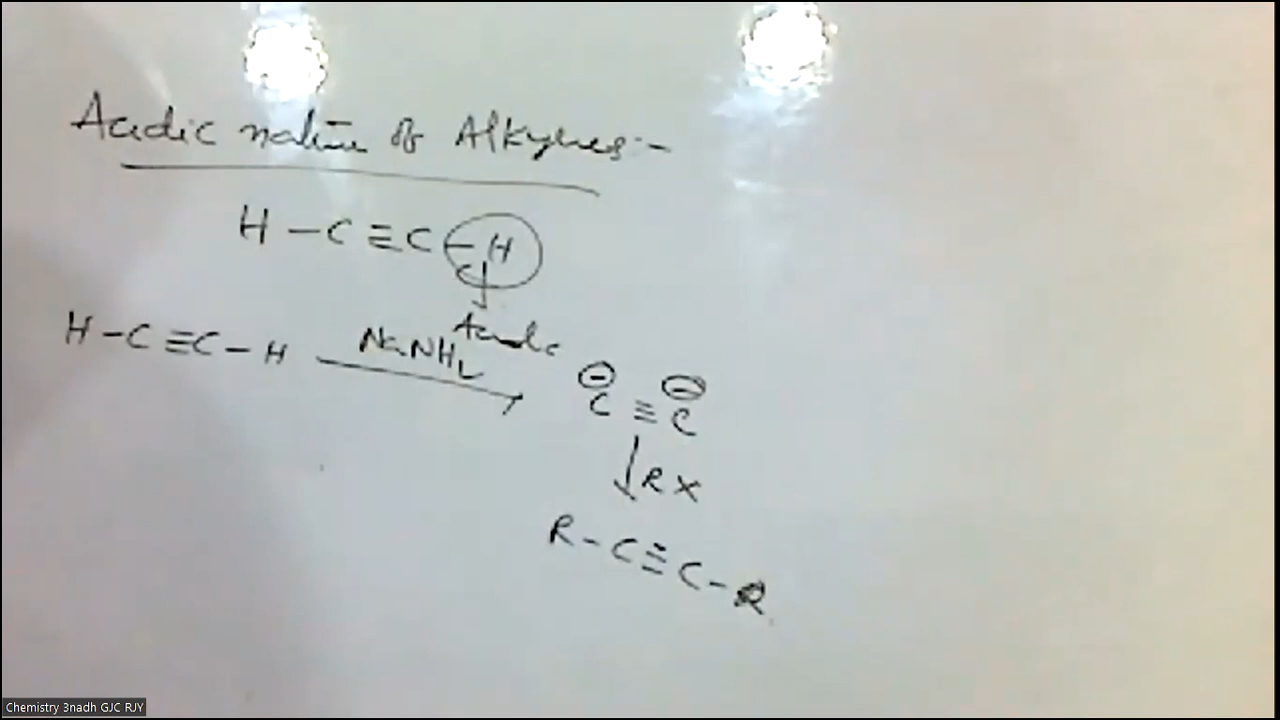 Acidic nature of Alkynes:-
H-C≡C-H
Acidic
H-C≡C-H NaNH2
⊖ ⊖
C≡C
RX
R-C≡C-R
Chemistry 3nadh GJC RJY